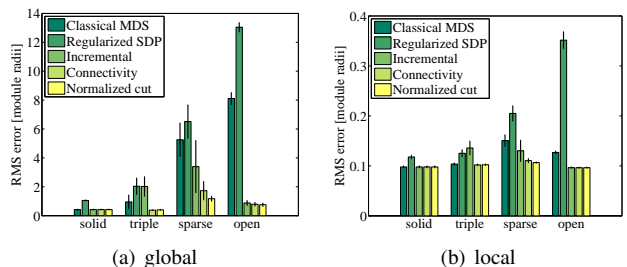 14
12
10
8
6
4
2
0
RMS error [module radii]
Classical MDS
Regularized SDP
Incremental
Connectivity
Normalized cut
solid triple sparse open
(a) global
0.4
0.3
0.2
0.1
0
RMS error [module radii]
Classical MDS
Regularized SDP
Incremental
Connectivity
Normalized cut
solid triple sparse open
(b) local